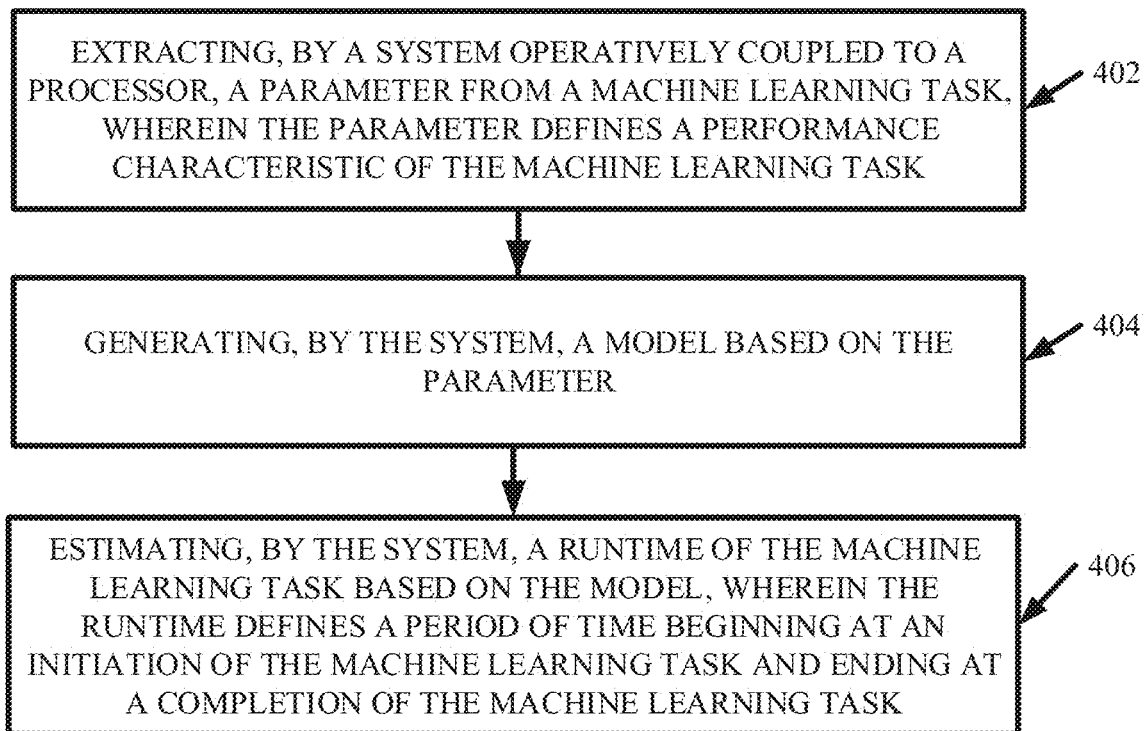 EXTRACTING, BY A SYSTEM OPERATIVELY COUPLED TO A
PROCESSOR, A PARAMETER FROM A MACHINE LEARNING TASK,
WHEREIN THE PARAMETER DEFINES A PERFORMANCE
CHARACTERISTIC OF THE MACHINE LEARNING TASK
402
GENERATING, BY THE SYSTEM, A MODEL BASED ON THE
PARAMETER
404
ESTIMATING, BY THE SYSTEM, A RUNTIME OF THE MACHINE
LEARNING TASK BASED ON THE MODEL, WHEREIN THE
RUNTIME DEFINES A PERIOD OF TIME BEGINNING AT AN
INITIATION OF THE MACHINE LEARNING TASK AND ENDING AT
A COMPLETION OF THE MACHINE LEARNING TASK
406